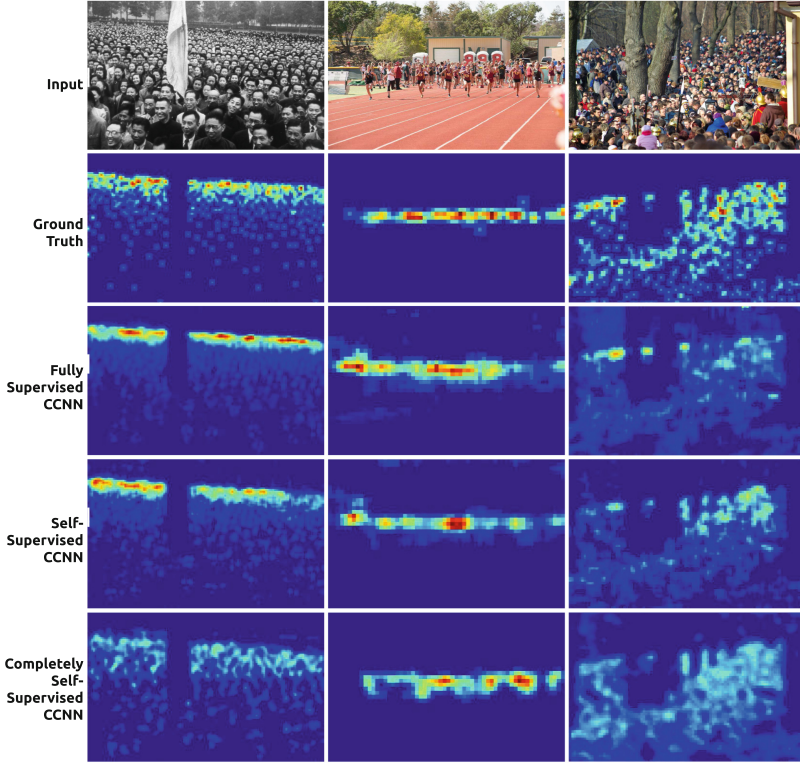 Input
Ground
Truth
Fully
Supervised
CCNN
Self-
Supervised
CCNN
Completely
Self-
Supervised
CCNN